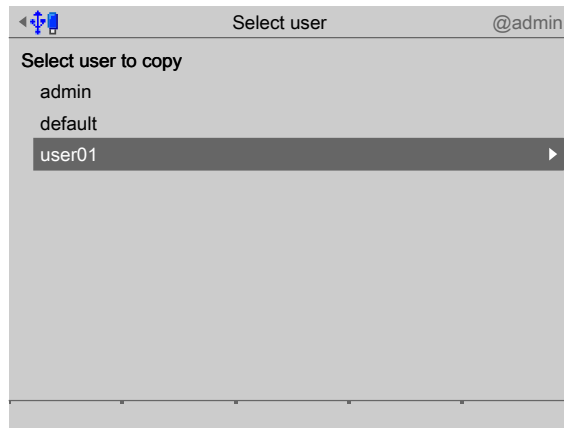 Select user
@admin
Select user to copy
admin
default
user01